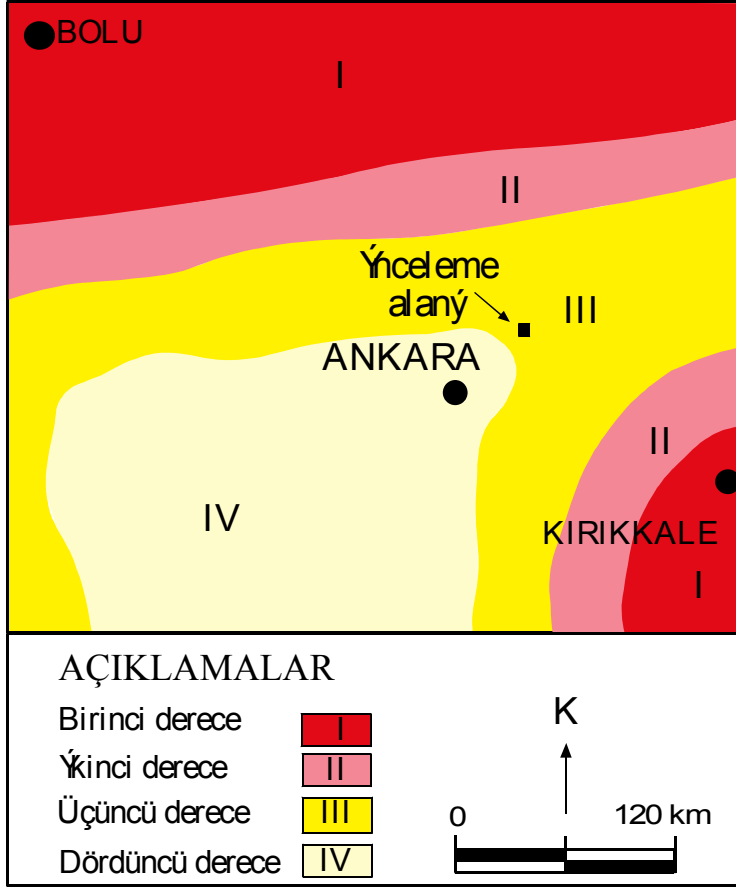 BOLU
I
II
Ýnceleme
alaný
III
ANKARA
II
IV
KIRIKKALE
I
AÇIKLAMALAR
Birinci derece I
Ýkinci derece II
Üçüncü derece III
Dördüncü derece IV
K
0 120 km